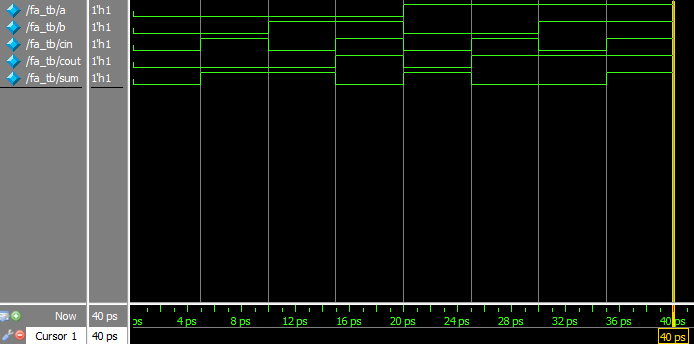 /fa_tb/a 1'h1
/fa_tb/b 1'h1
/fa_tb/cin 1'h1
/fa_tb/cout 1'h1
/fa_tb/sum 1'h1
Now 40 ps ps 4 ps 8 ps 12 ps 16 ps 20 ps 24 ps 28 ps 32 ps 36 ps 40 ps
Cursor 1 40 ps 40 ps